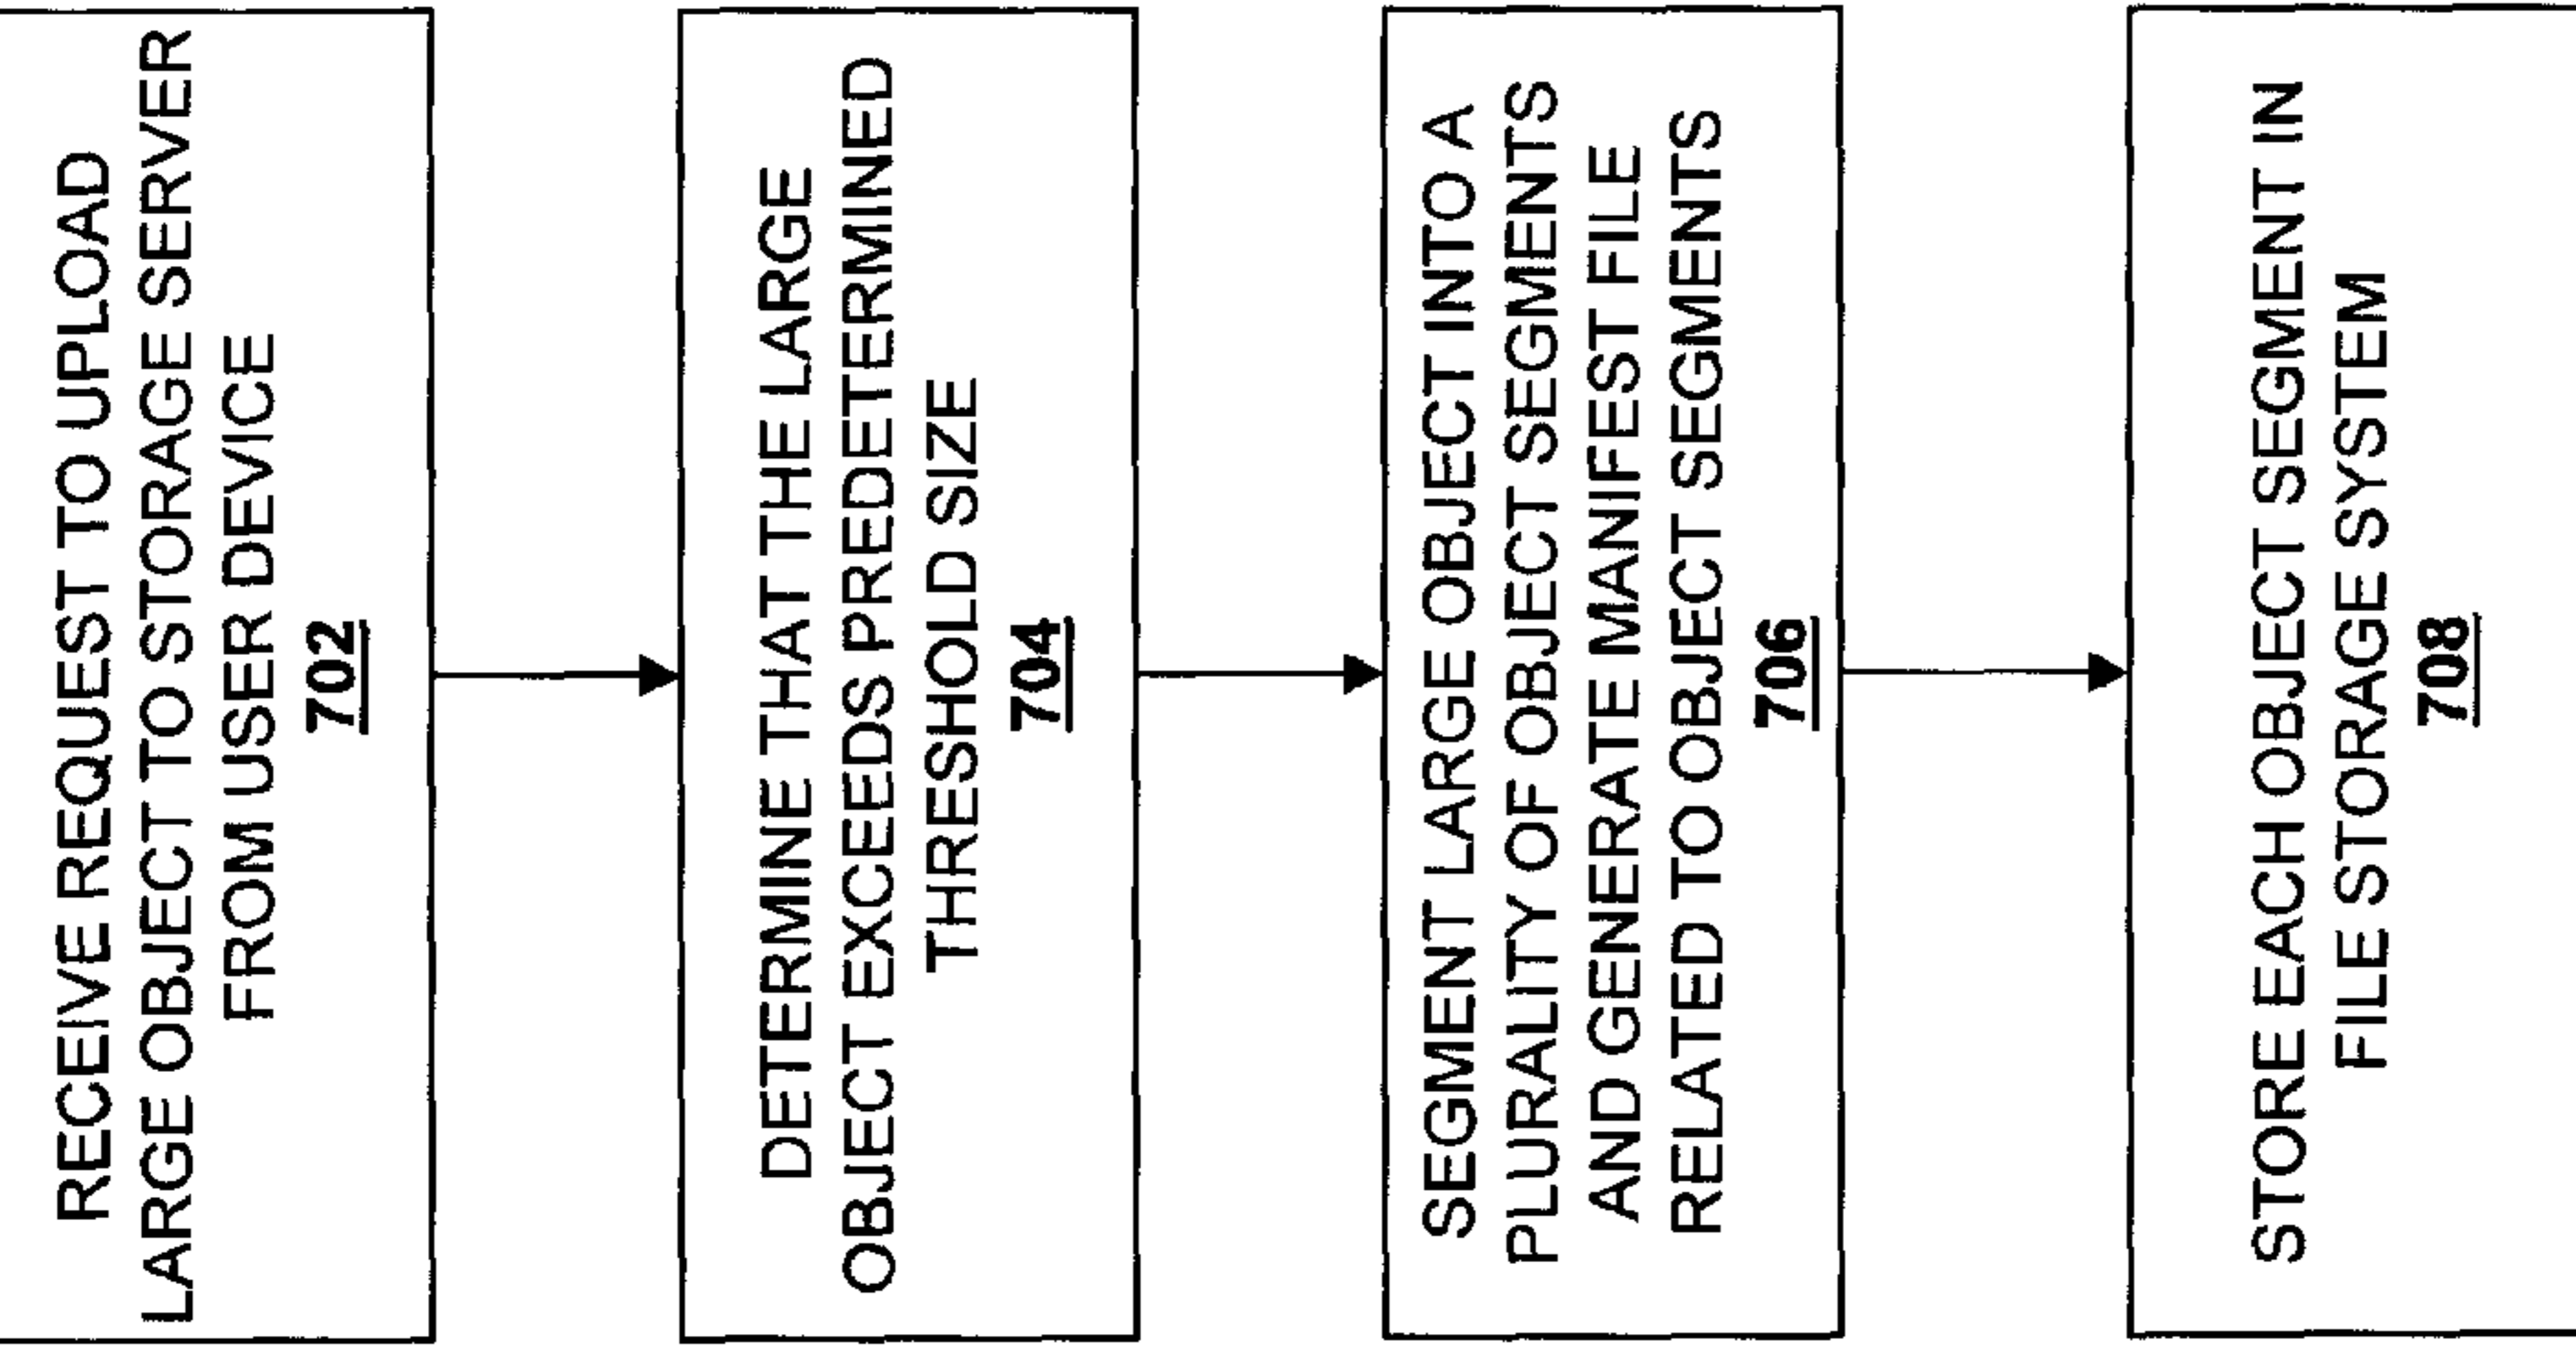 RECEIVE REQUEST TO UPLOAD
LARGE OBJECT TO STORAGE SERVER
FROM USER DEVICE
702
DETERMINE THAT THE LARGE
OBJECT EXCEEDS PREDETERMINED
THRESHOLD SIZE
704
SEGMENT LARGE OBJECT INTO A
PLURALITY OF OBJECT SEGMENTS
AND GENERATE MANIFEST FILE
RELATED TO OBJECT SEGMENTS
706
STORE EACH OBJECT SEGMENT IN
FILE STORAGE SYSTEM
708